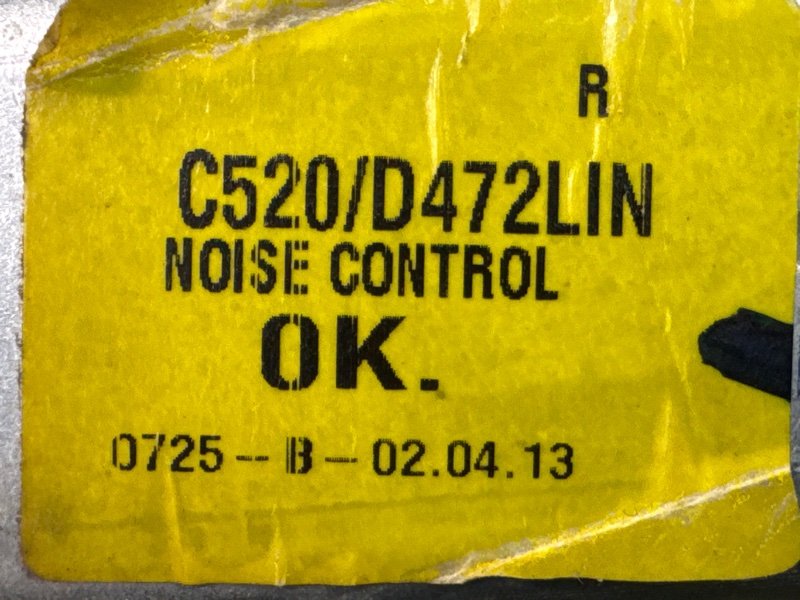 R
C520/D472LIN
NOISE CONTROL
OK.
0725-B-02.04.13